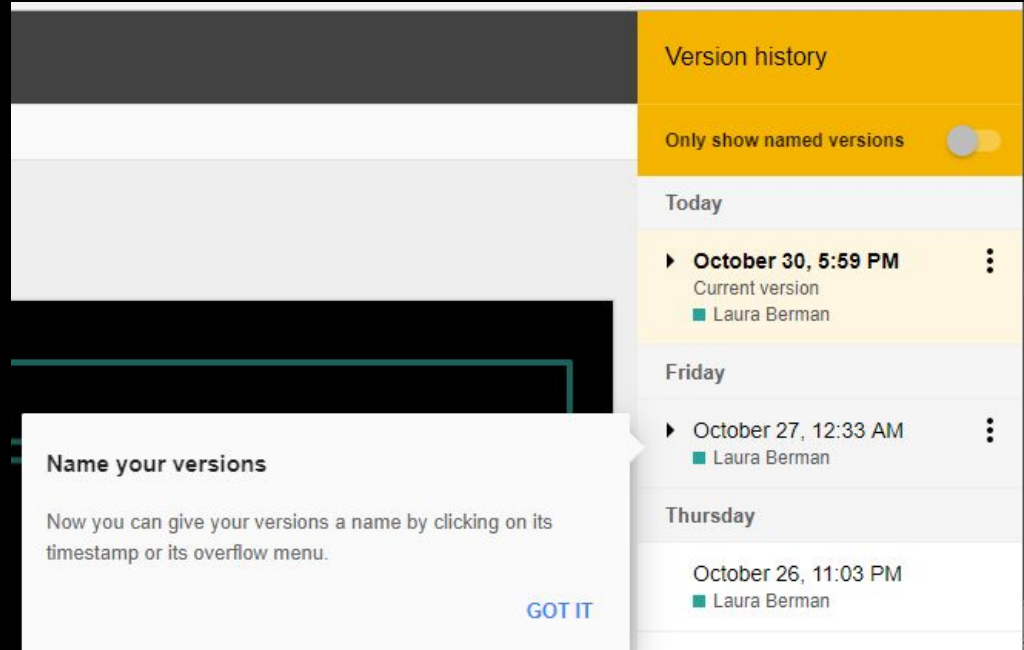 Version history
Only show named versions
Today
October 30, 5:59 PM
Current version
Laura Berman
Friday
October 27, 12:33 AM
Laura Berman
Thursday
October 26, 11:03 PM
Laura Berman
Name your versions
Now you can give your versions a name by clicking on its
timestamp or its overflow menu.
GOT IT